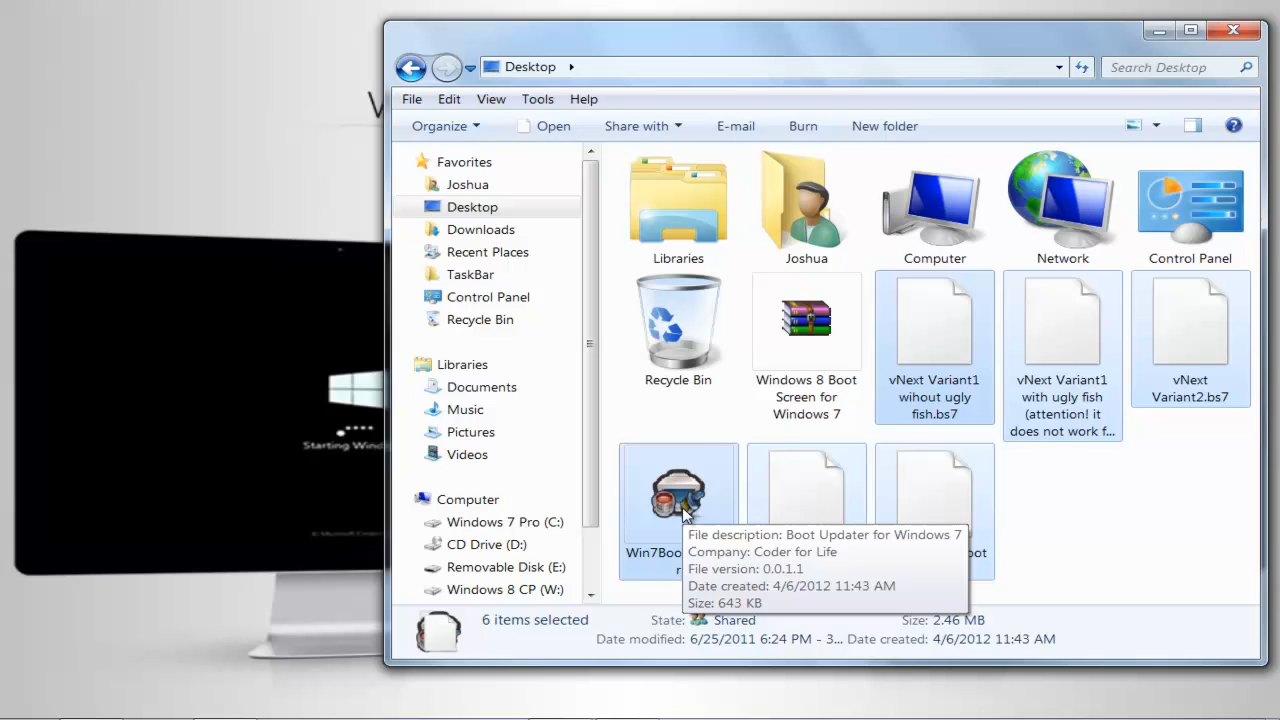 V
Starting Wind
Desktop
Search Desktop
File Edit View Tools Help
Organize Open Share with E-mail Burn New folder
Favorites
Joshua
Desktop
Downloads
Recent Places
TaskBar
Control Panel
Recycle Bin
Libraries
Documents
Music
Pictures
Videos
Computer
Windows 7 Pro (C:)
CD Drive (D:)
Removable Disk (E:)
Windows 8 CP (W:)
Libraries
Joshua
Computer
Network
Control Panel
Recycle Bin
Windows 8 Boot
Screen for
Windows 7
vNext Variant1
wihout ugly
fish.bs7
vNext Variant1
with ugly fish
(attention! it
does not work f...
vNext
Variant2.bs7
Win7Boo
r
oot
File description: Boot Updater for Windows 7
Company: Coder for Life
File version: 0.0.1.1
Date created: 4/6/2012 11:43 AM
Size: 643 KB
6 items selected
State: Shared
Size: 2.46 MB
Date modified: 6/25/2011 6:24 PM - 3...
Date created: 4/6/2012 11:43 AM